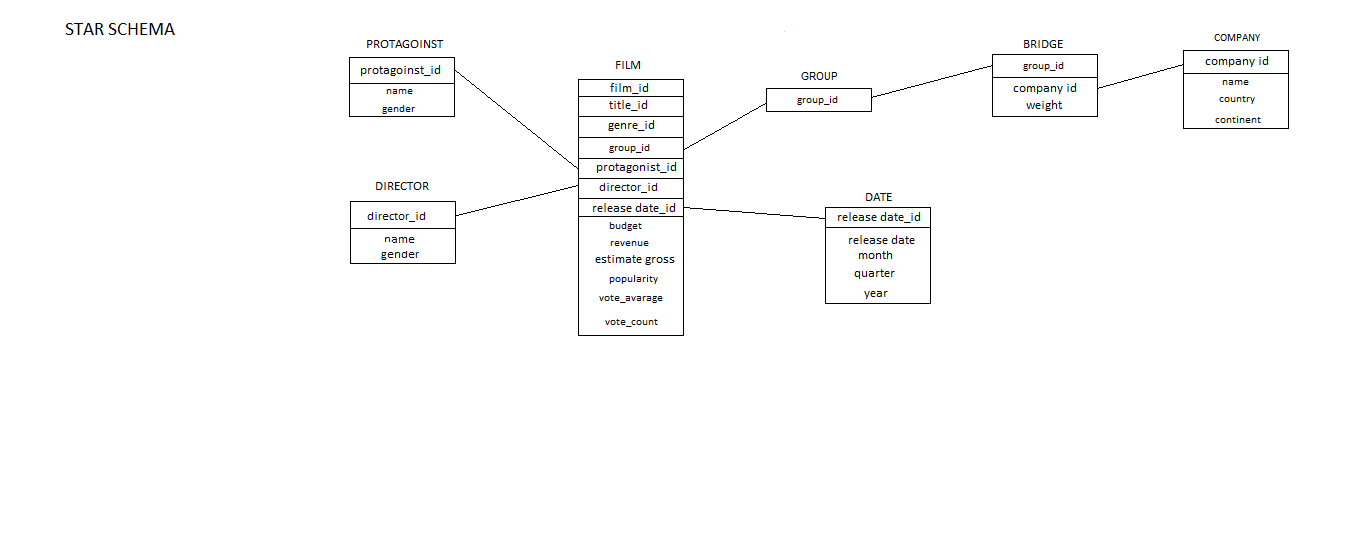 STAR SCHEMA
PROTAGOINST
protagoinst_id
name
gender
DIRECTOR
director_id
name
gender
FILM
film_id
title_id
genre_id
group_id
protagonist_id
director_id
release date_id
budget
revenue
estimate gross
popularity
vote_avarage
vote_count
GROUP
group_id
DATE
release date_id
release date
month
quarter
year
BRIDGE
group_id
company id
weight
COMPANY
company id
name
country
continent